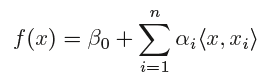 f(x) = β₀ + ∑ᵢ₌₁ⁿ αᵢ⟨x, xᵢ⟩